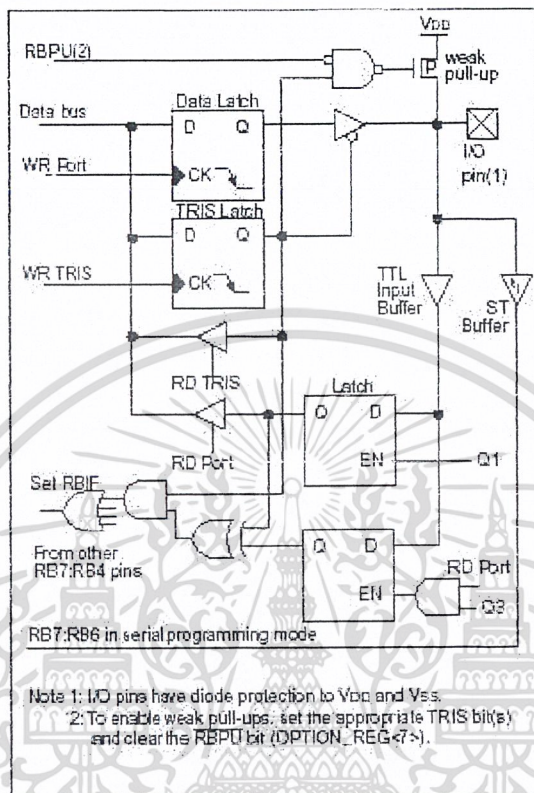 VDD
RBPU(2)
weak
pull-up
Data Latch
Data bus
D Q
I/O
pin(1)
WR Port
CK
TRIS Latch
D Q
WR TRIS
CK
TTL
Input
Buffer
ST
Buffer
RD TRIS
Latch
Q D
RD Port
EN
Q1
Set RBIF
From other
RB7:RB4 pins
Q D
RD Port
EN
Q3
RB7:RB6 in serial programming mode
Note 1: I/O pins have diode protection to VDD and VSS.
2: To enable weak pull-ups, set the appropriate TRIS bit(s)
and clear the RBPU bit (OPTION_REG<7>).